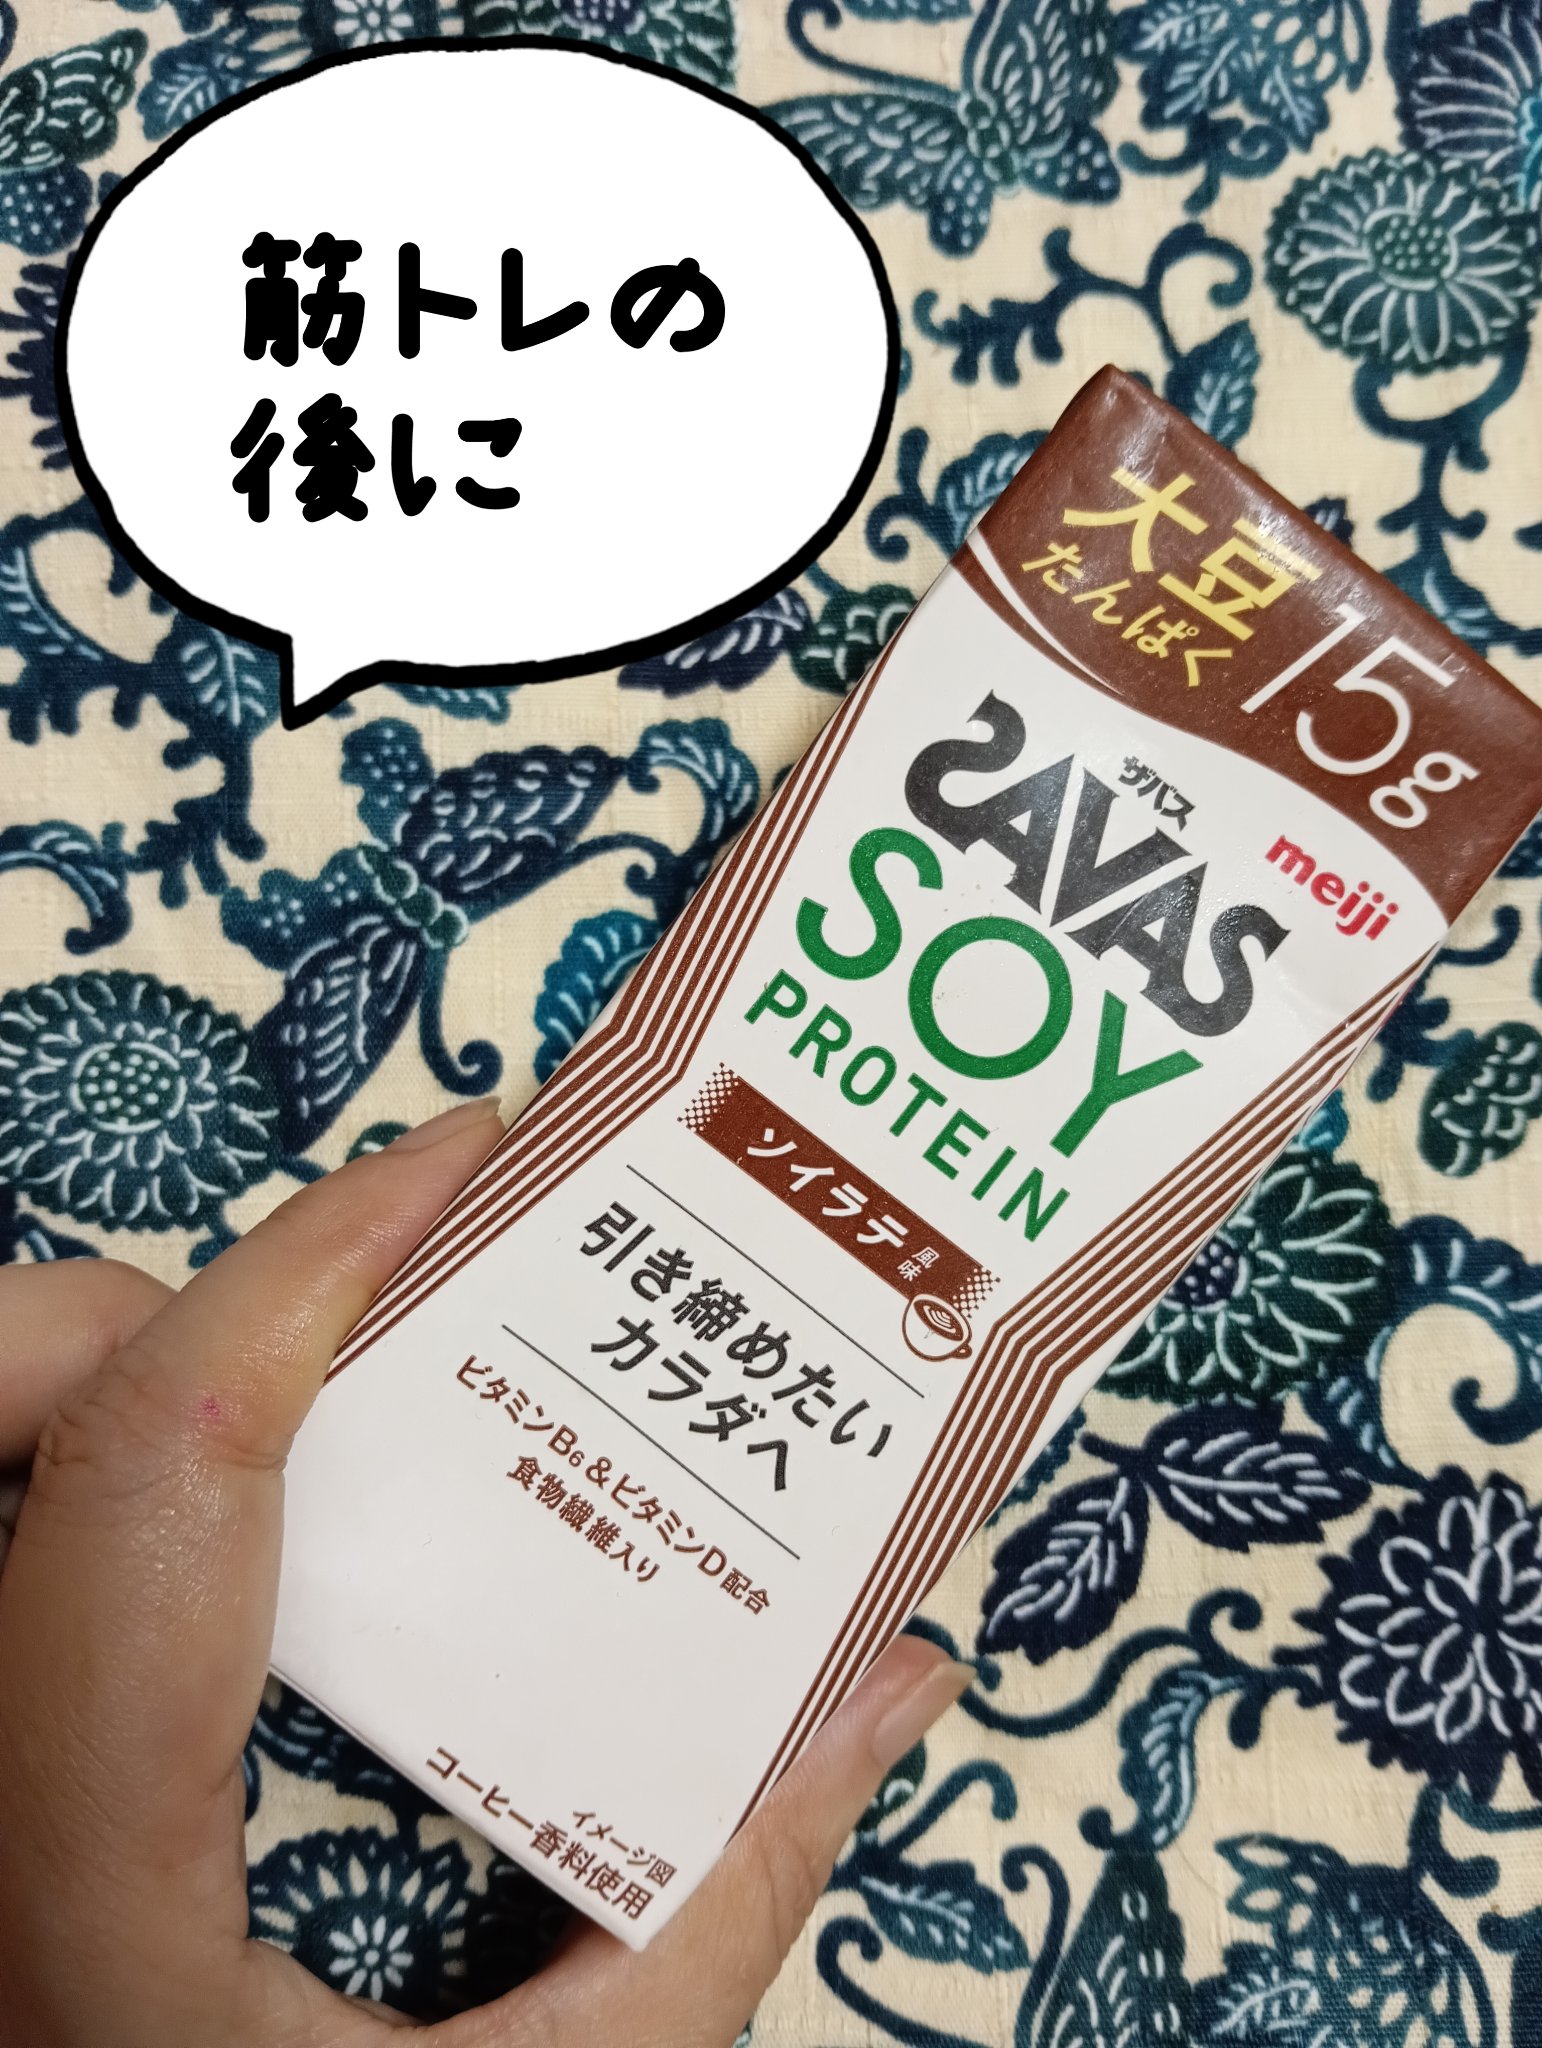 筋トレの
後に
大豆
たんぱく
15g
ザバス
SAVAS
meiji
SOY
PROTEIN
ソイラテ風味
引き締めたい
カラダへ
ビタミンB6&ビタミンD配合
食物繊維入り
イメージ図
コーヒー香料使用